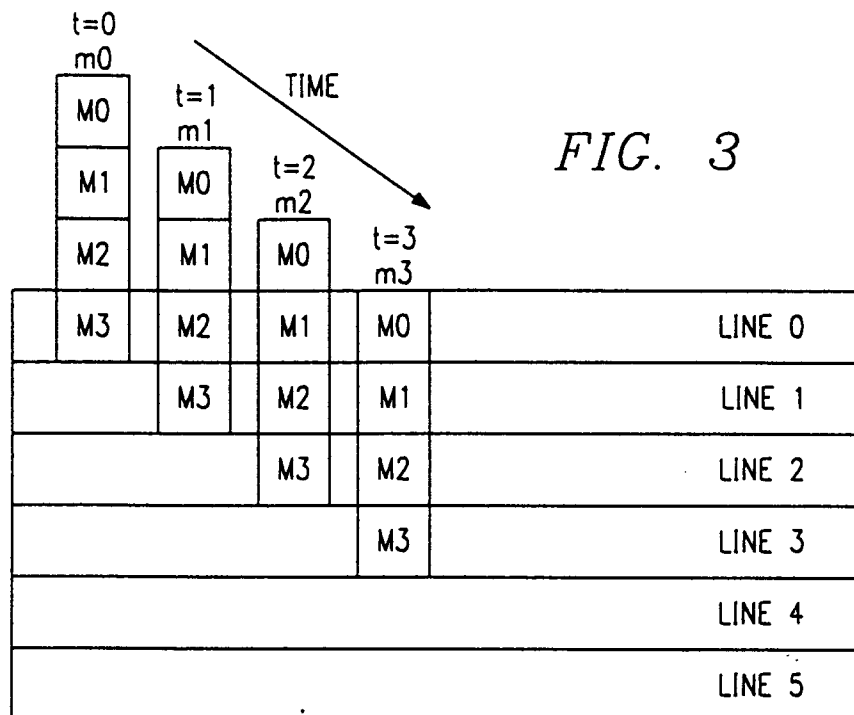 t=0
m0
M0
M1
M2
M3
t=1
m1
M0
M1
M2
M3
t=2
m2
M0
M1
M2
M3
t=3
m3
M0
M1
M2
M3
TIME
FIG. 3
LINE 0
LINE 1
LINE 2
LINE 3
LINE 4
LINE 5